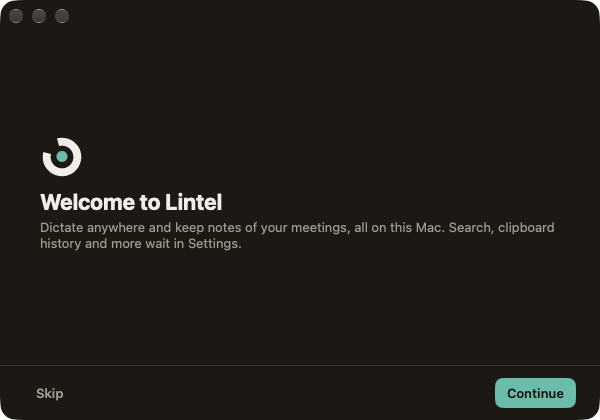 Welcome to Lintel
Dictate anywhere and keep notes of your meetings, all on this Mac. Search, clipboard
history and more wait in Settings.
Skip
Continue